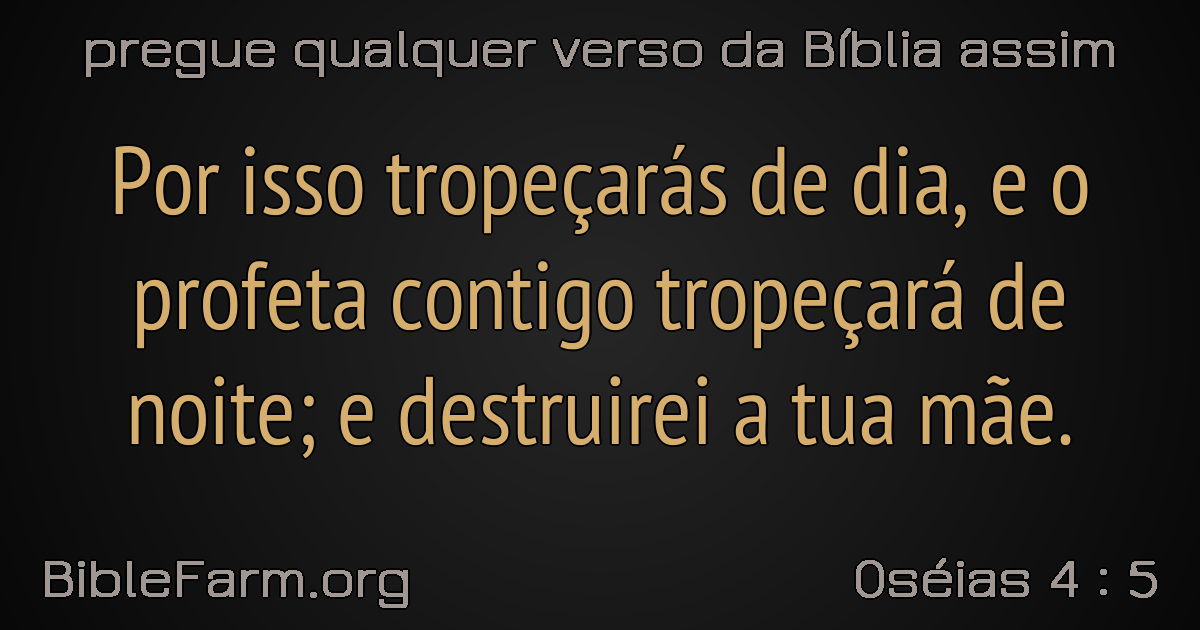 pregue qualquer verso da Bíblia assim
Por isso tropeçarás de dia, e o
profeta contigo tropeçará de
noite; e destruirei a tua mãe.
BibleFarm.org
Oséias 4 : 5